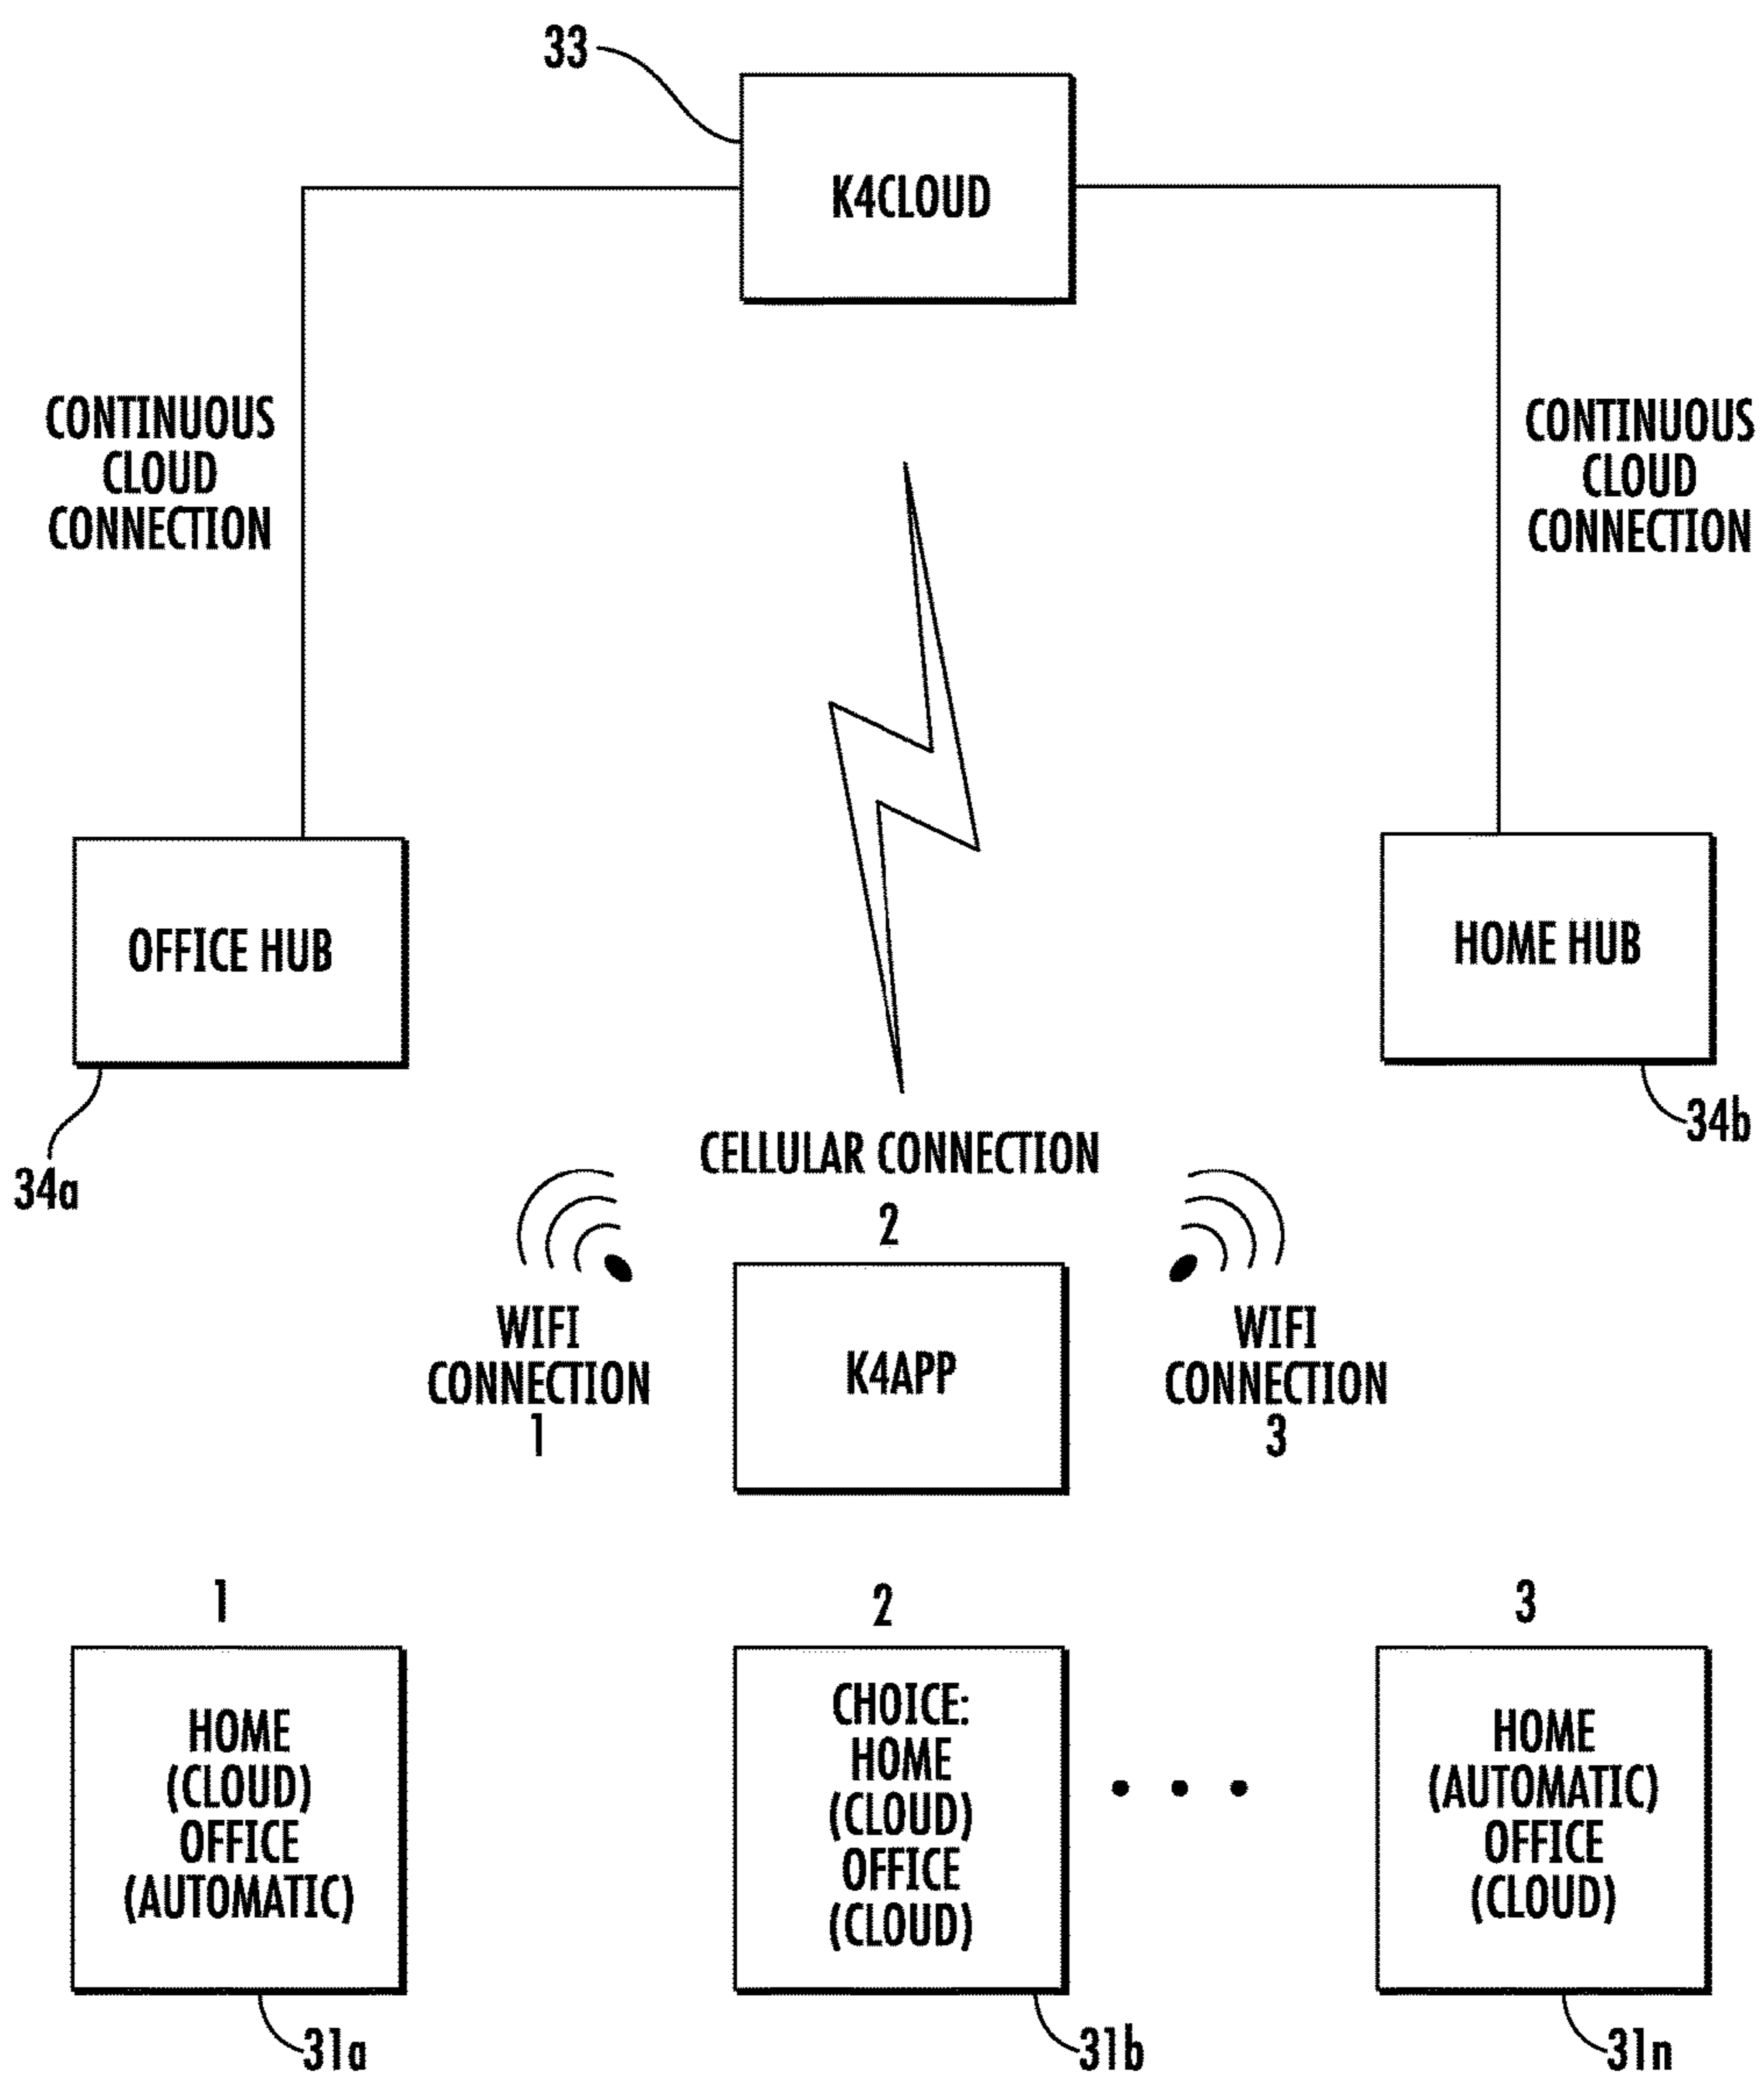 33
K4CLOUD
CONTINUOUS
CLOUD
CONNECTION
CONTINUOUS
CLOUD
CONNECTION
OFFICE HUB
HOME HUB
34a
34b
CELLULAR CONNECTION
2
WIFI
CONNECTION
1
K4APP
WIFI
CONNECTION
3
1
HOME
(CLOUD)
OFFICE
(AUTOMATIC)
31a
2
CHOICE:
HOME
(CLOUD)
OFFICE
(CLOUD)
31b
3
HOME
(AUTOMATIC)
OFFICE
(CLOUD)
31n